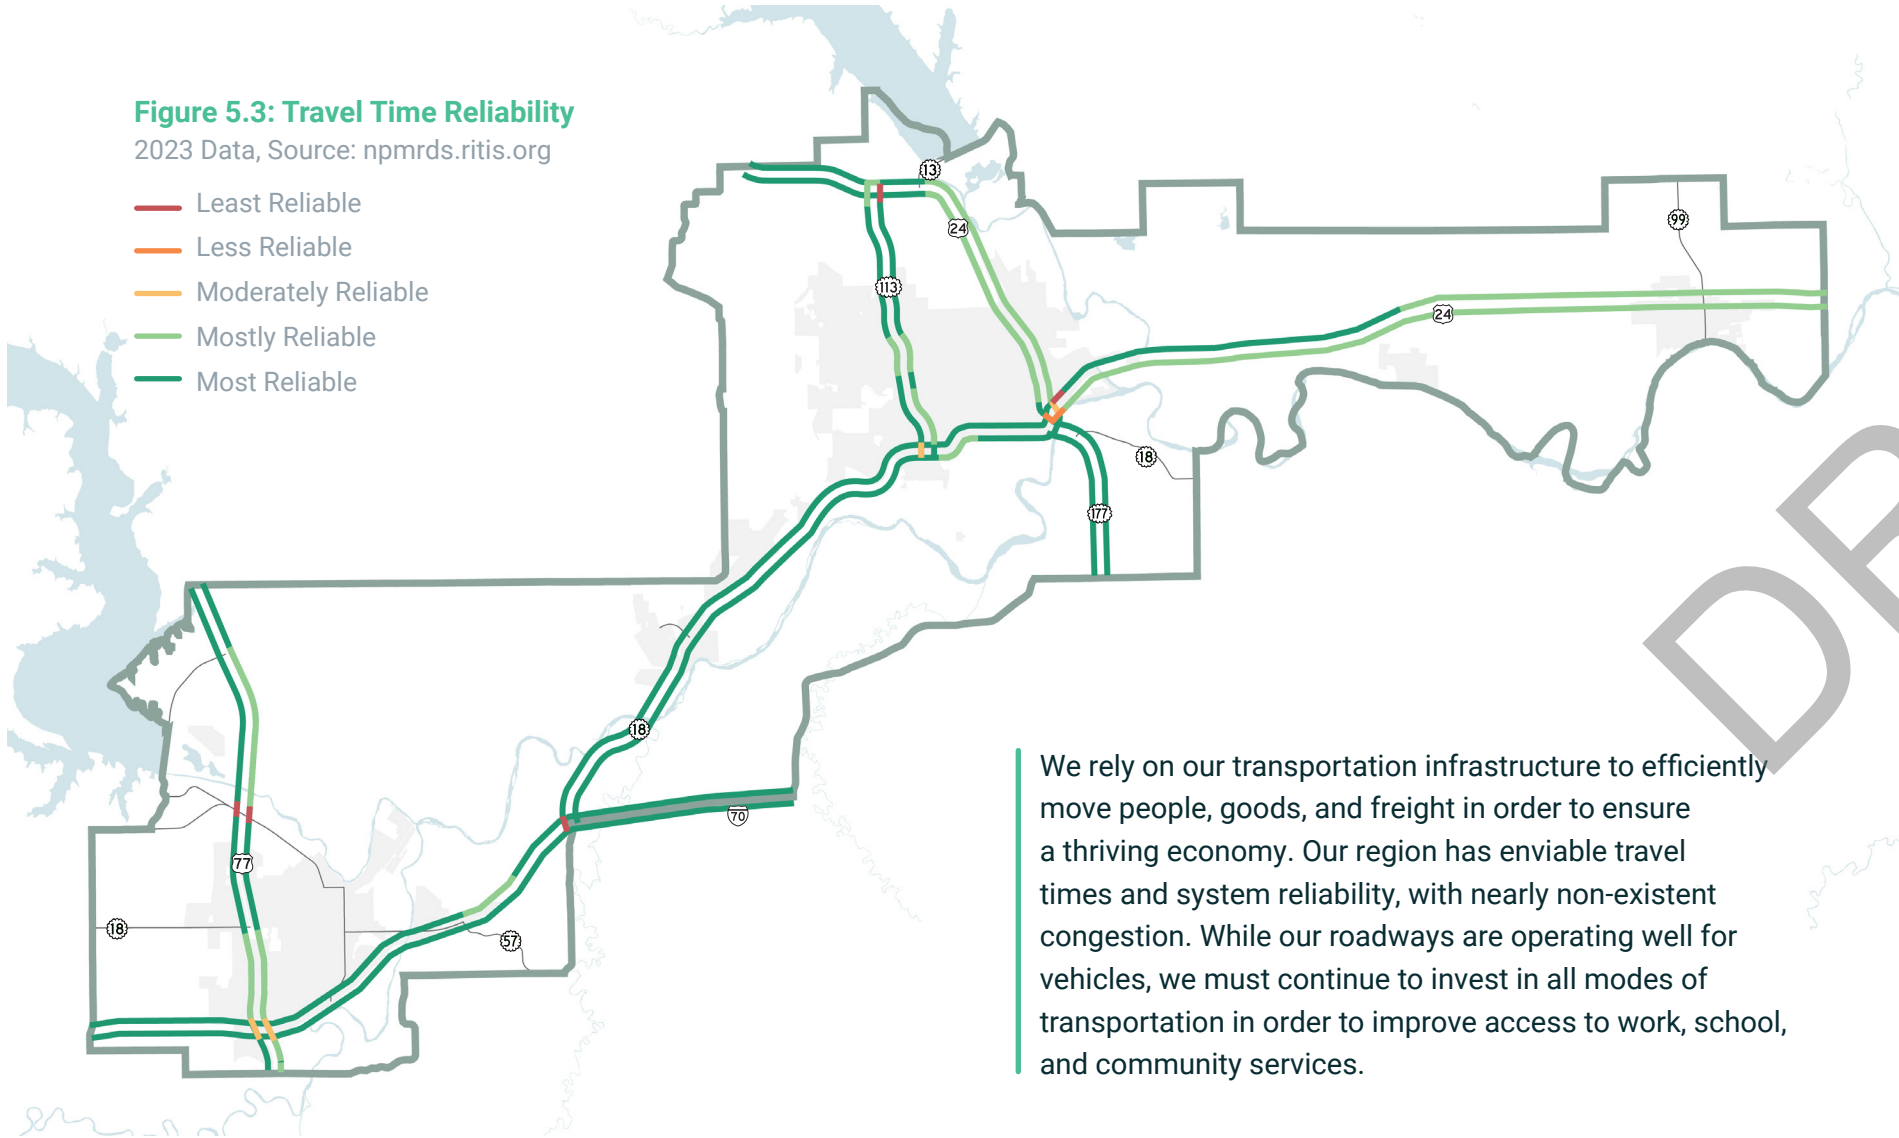 Figure 5.3: Travel Time Reliability
2023 Data, Source: npmrds.ritis.org
Least Reliable
Less Reliable
Moderately Reliable
Mostly Reliable
Most Reliable
13
24
99
113
24
18
177
18
70
77
18
57
We rely on our transportation infrastructure to efficiently
move people, goods, and freight in order to ensure
a thriving economy. Our region has enviable travel
times and system reliability, with nearly non-existent
congestion. While our roadways are operating well for
vehicles, we must continue to invest in all modes of
transportation in order to improve access to work, school,
and community services.
DR